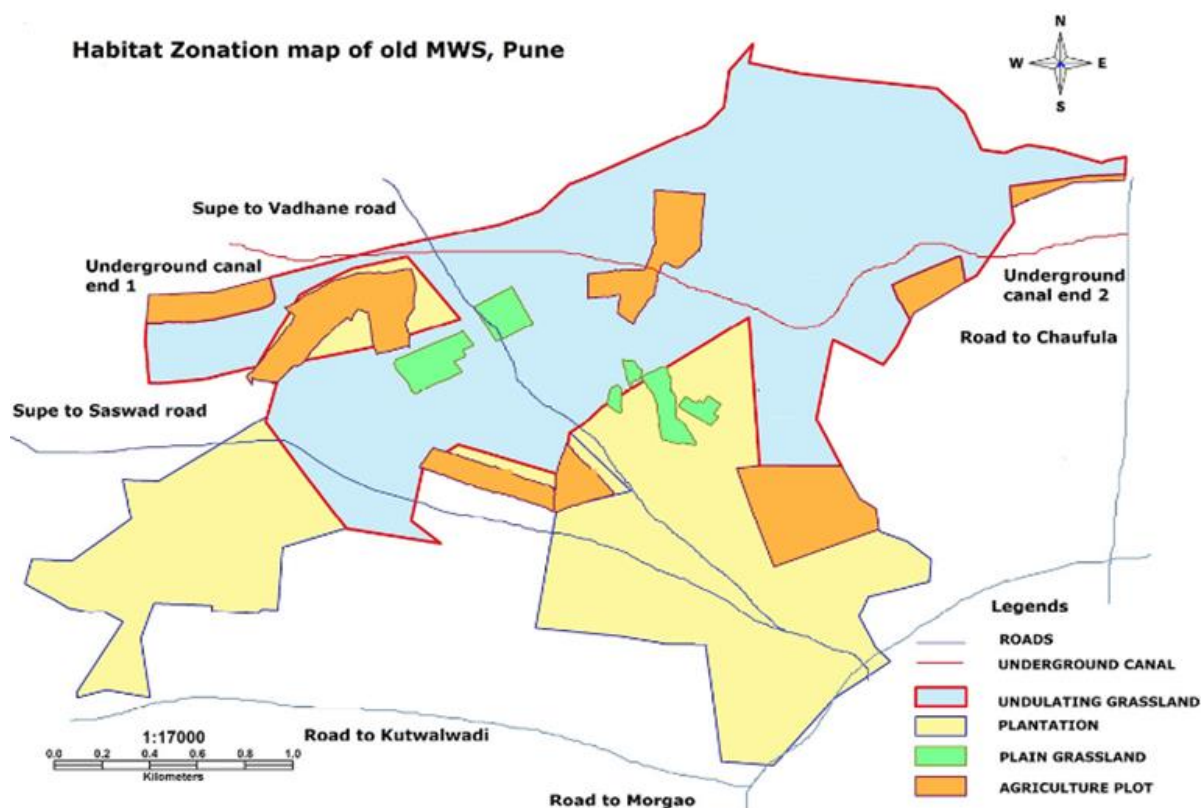 Habitat Zonation map of old MWS, Pune
N
W E
S
Supe to Vadhane road
Underground canal
end 1
Underground
canal end 2
Road to Chaufula
Supe to Saswad road
Legends
ROADS
UNDERGROUND CANAL
UNDULATING GRASSLAND
PLANTATION
PLAIN GRASSLAND
AGRICULTURE PLOT
1:17000
0.0 0.2 0.4 0.6 0.8 1.0
Kilometers
Road to Kutwalwadi
Road to Morgao